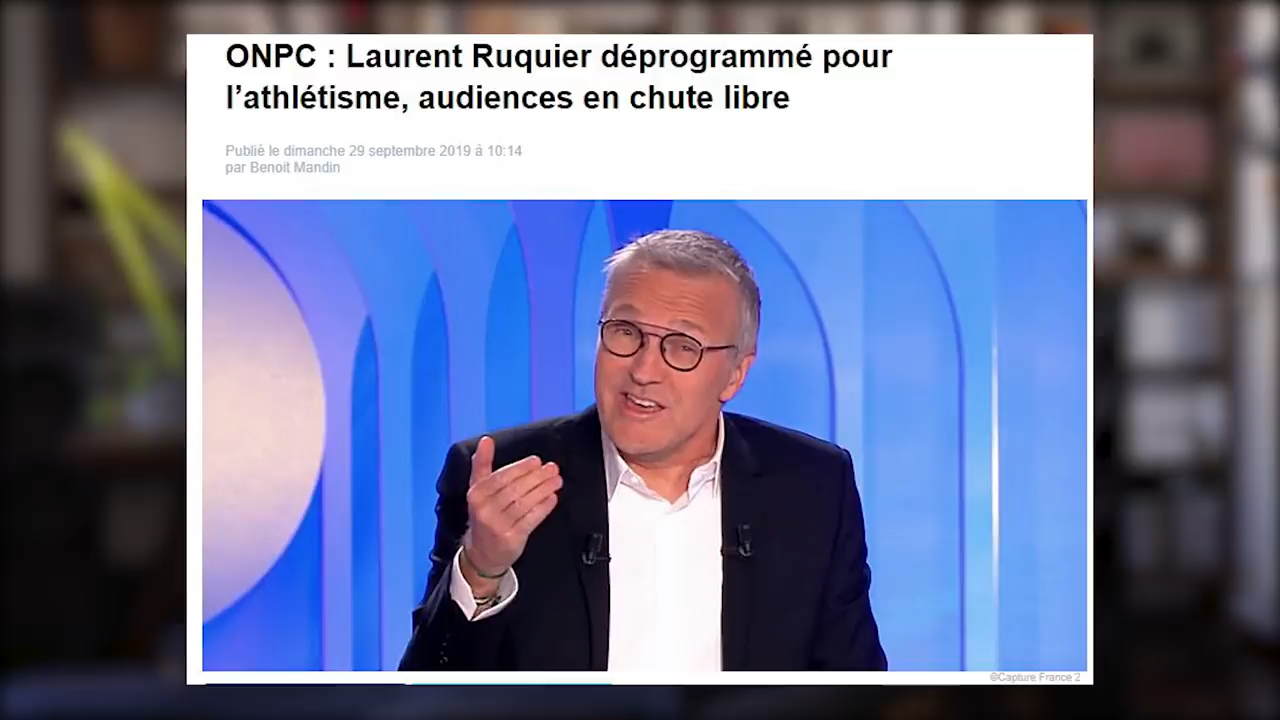 ONPC : Laurent Ruquier déprogrammé pour
l’athlétisme, audiences en chute libre
Publié le dimanche 29 septembre 2019 à 10:14
par Benoit Mandin
©Capture France 2